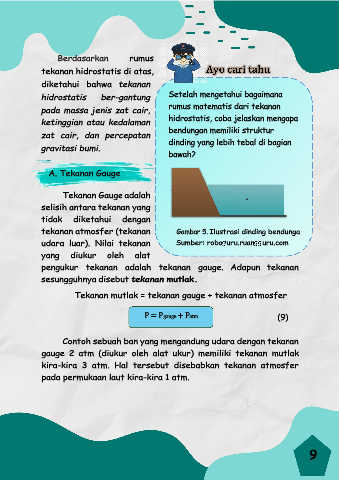 Berdasarkan rumus
tekanan hidrostatis di atas,
diketahui bahwa tekanan
hidrostatis ber-gantung
pada massa jenis zat cair,
ketinggian atau kedalaman
zat cair, dan percepatan
gravitasi bumi.
Ayo cari tahu
Setelah mengetahui bagaimana
rumus matematis dari tekanan
hidrostatis, coba jelaskan mengapa
bendungan memiliki struktur
dinding yang lebih tebal di bagian
bawah?
Gambar 5. Ilustrasi dinding bendunga
Sumber: roboguru.ruangguru.com
A. Tekanan Gauge
Tekanan Gauge adalah
selisih antara tekanan yang
tidak diketahui dengan
tekanan atmosfer (tekanan
udara luar). Nilai tekanan
yang diukur oleh alat
pengukur tekanan adalah tekanan gauge. Adapun tekanan
sesungguhnya disebut tekanan mutlak.
Tekanan mutlak = tekanan gauge + tekanan atmosfer
P = Pgauge + Patm (9)
Contoh sebuah ban yang mengandung udara dengan tekanan
gauge 2 atm (diukur oleh alat ukur) memiliki tekanan mutlak
kira-kira 3 atm. Hal tersebut disebabkan tekanan atmosfer
pada permukaan laut kira-kira 1 atm.
9